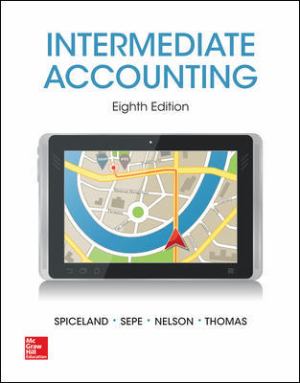 INTERMEDIATE
ACCOUNTING
Eighth Edition
SPICELAND • SEPE • NELSON • THOMAS
Mc
Graw
Hill
Education